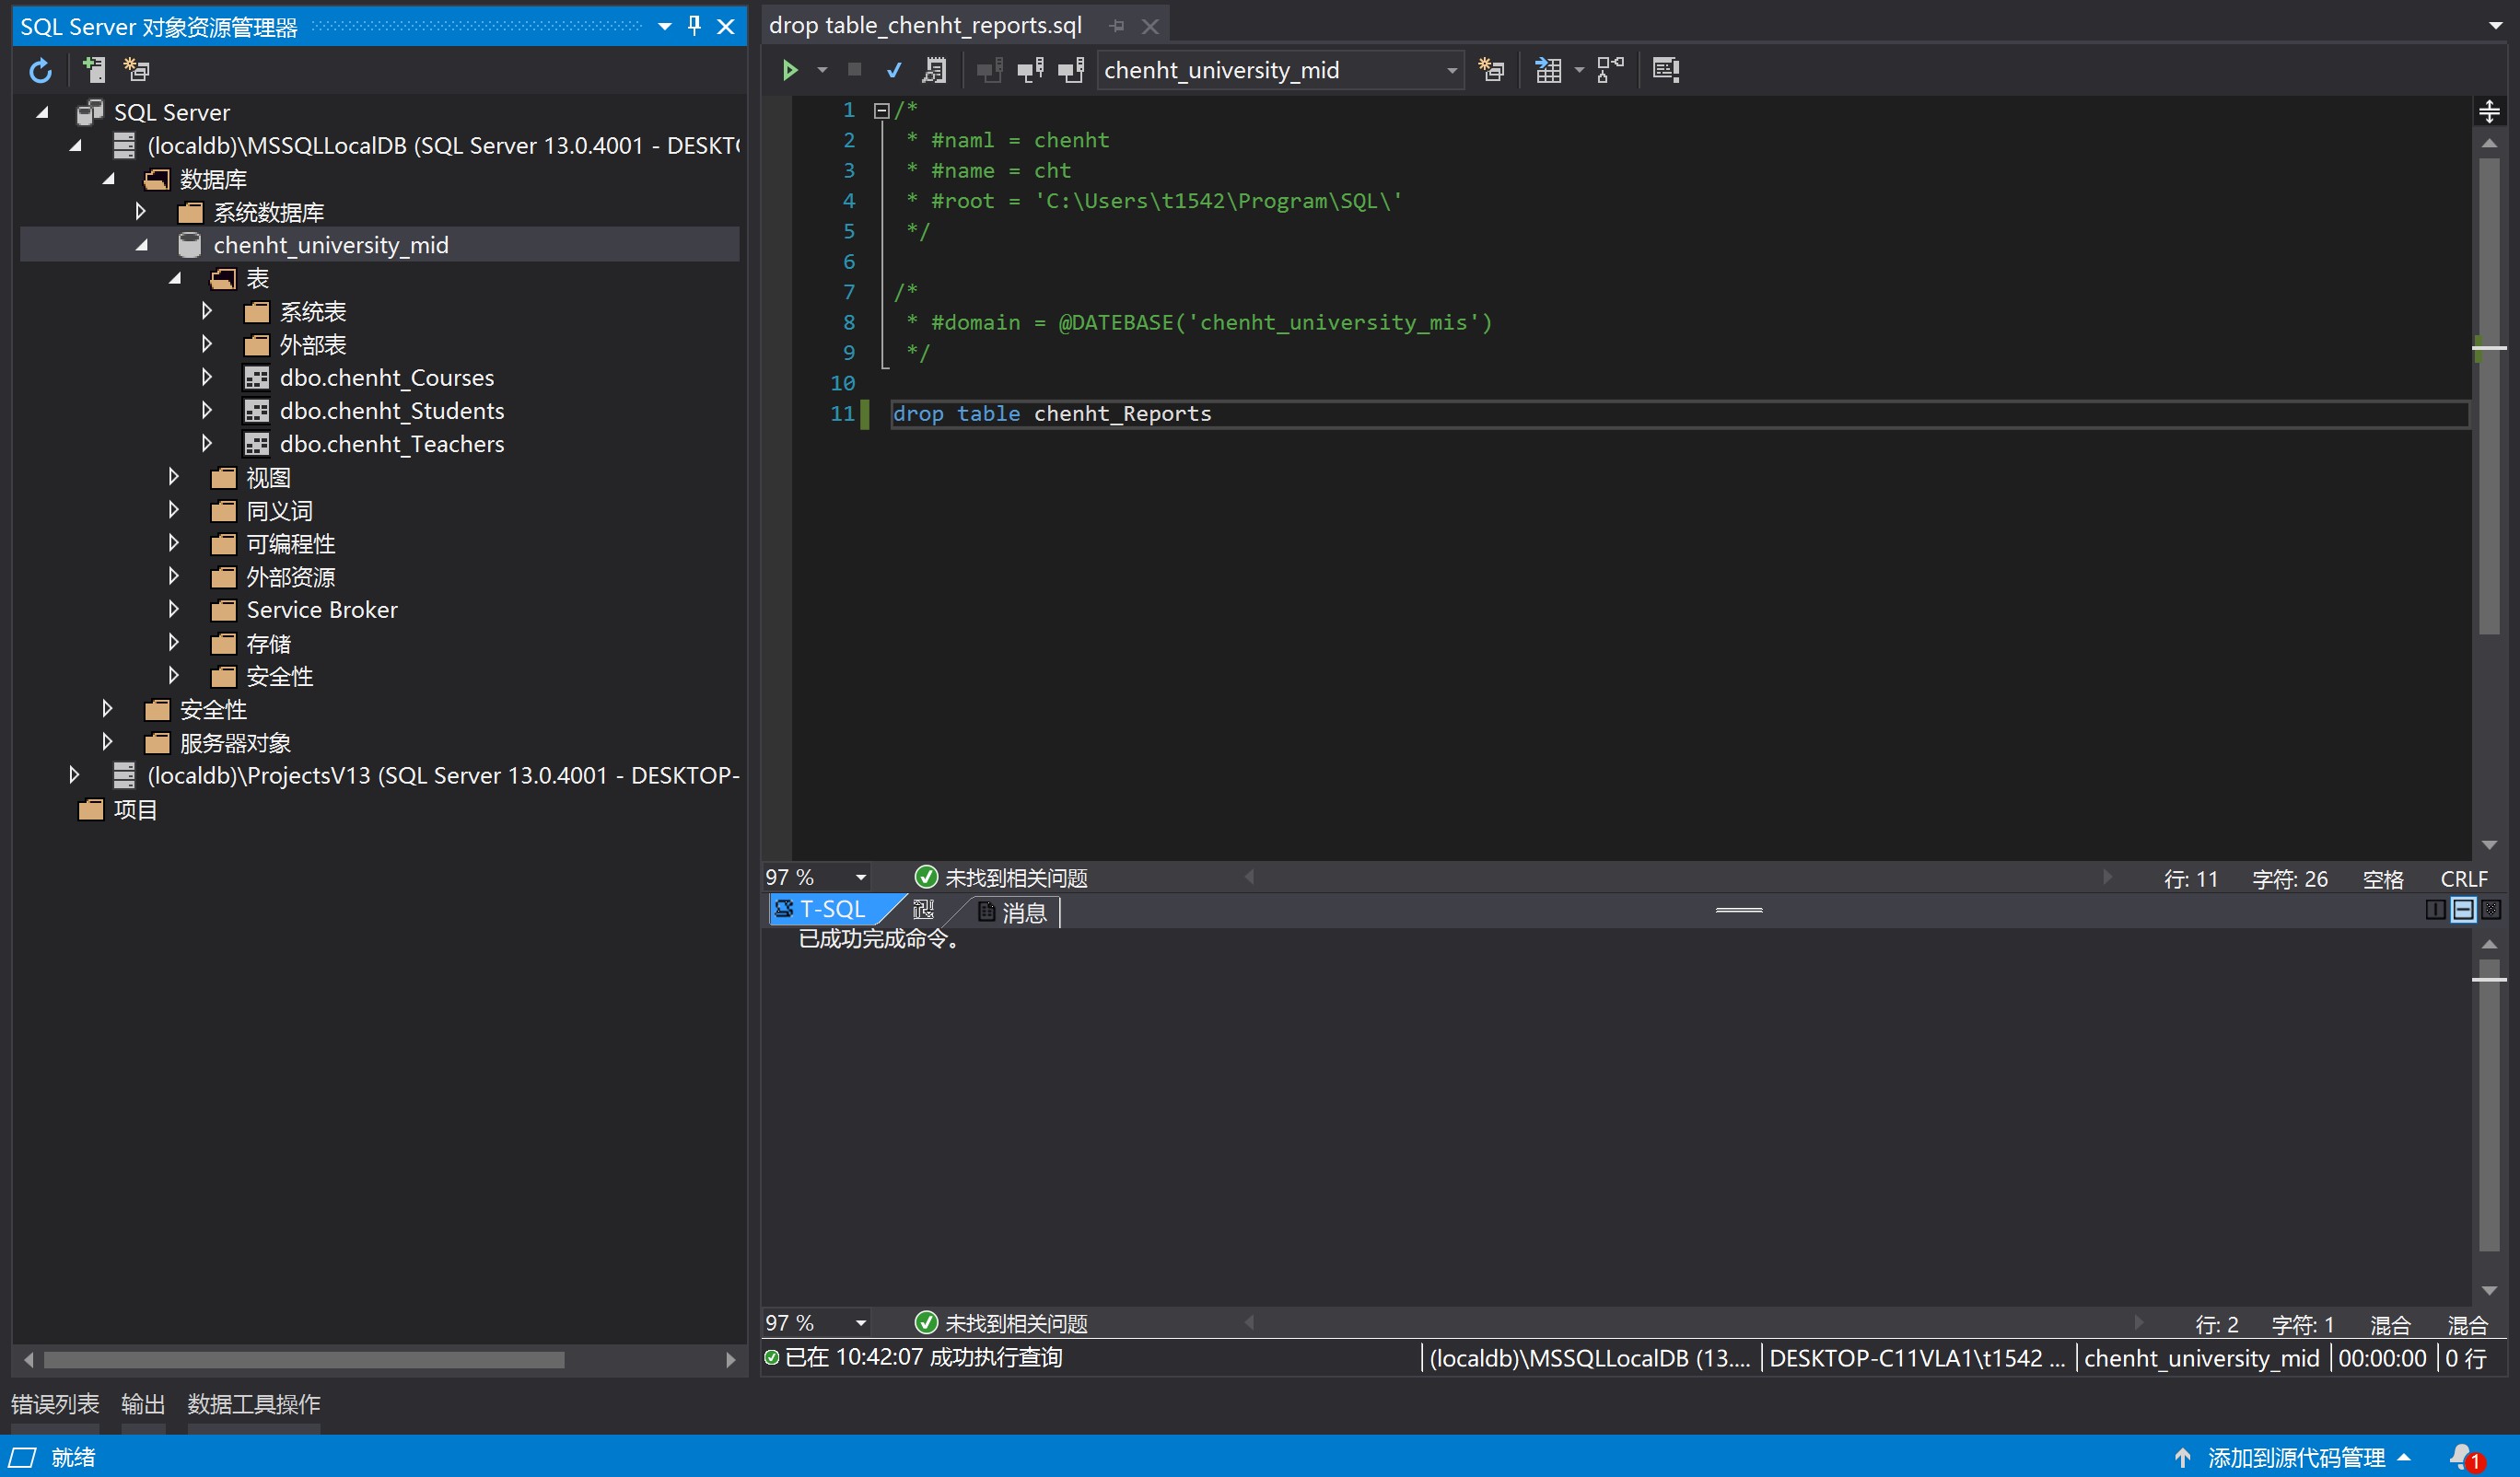 SQL Server 对象资源管理器
SQL Server
(localdb)\MSSQLLocalDB (SQL Server 13.0.4001 - DESKT
数据库
系统数据库
chenht_university_mid
表
系统表
外部表
dbo.chenht_Courses
dbo.chenht_Students
dbo.chenht_Teachers
视图
同义词
可编程性
外部资源
Service Broker
存储
安全性
安全性
服务器对象
(localdb)\ProjectsV13 (SQL Server 13.0.4001 - DESKTOP-
项目
drop table_chenht_reports.sql
chenht_university_mid
1 /*
2 * #naml = chenht
3 * #name = cht
4 * #root = 'C:\Users\t1542\Program\SQL\'
5 */
6
7 /*
8 * #domain = @DATEBASE('chenht_university_mis')
9 */
10
11 drop table chenht_Reports
97 % 未找到相关问题 行: 11 字符: 26 空格 CRLF
T-SQL 消息
已成功完成命令。
97 % 未找到相关问题 行: 2 字符: 1 混合 混合
已在 10:42:07 成功执行查询 (localdb)\MSSQLLocalDB (13.... DESKTOP-C11VLA1\t1542 ... chenht_university_mid 00:00:00 0 行
错误列表 输出 数据工具操作
就绪 添加到源代码管理 1